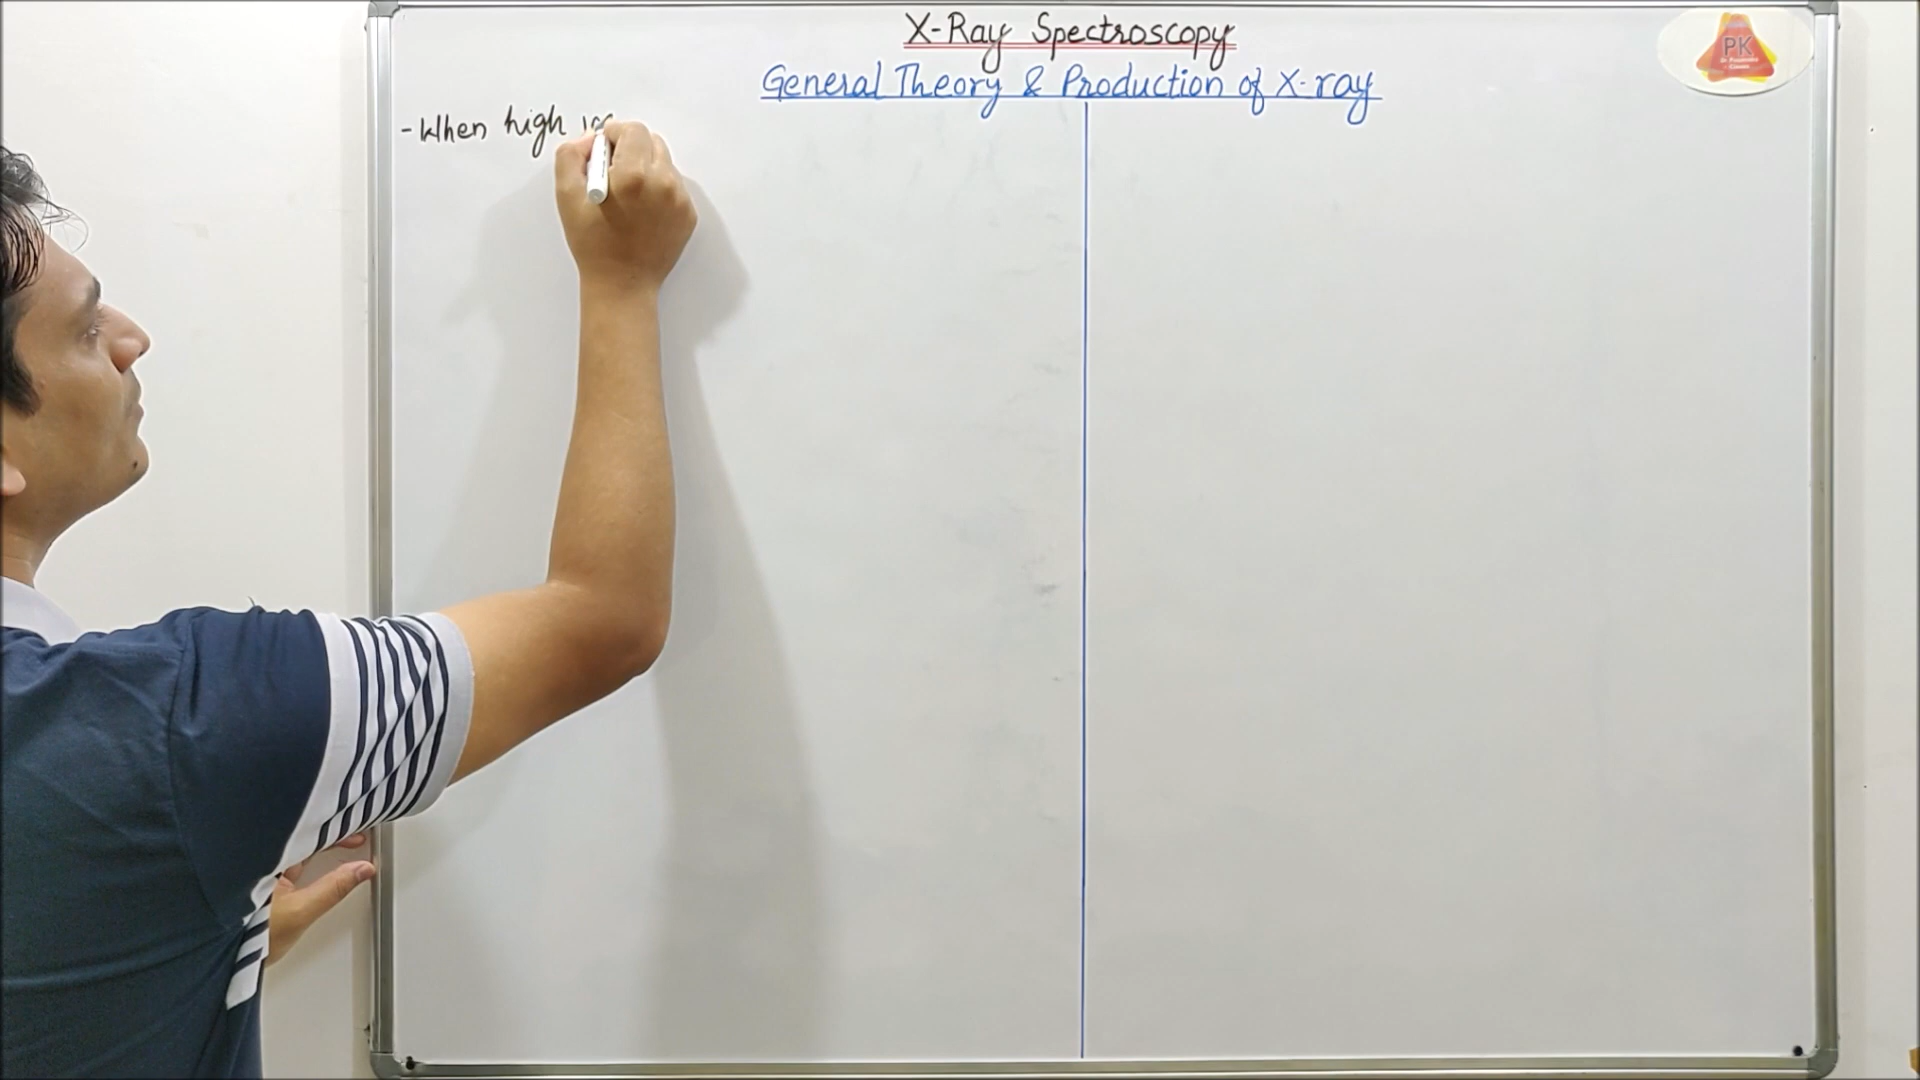 X-Ray Spectroscopy
General Theory & Production of X-ray
PK
- When high